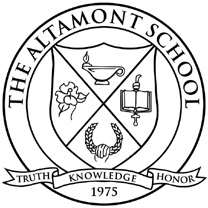 THE ALTAMONT SCHOOL
TRUTH KNOWLEDGE HONOR
1975